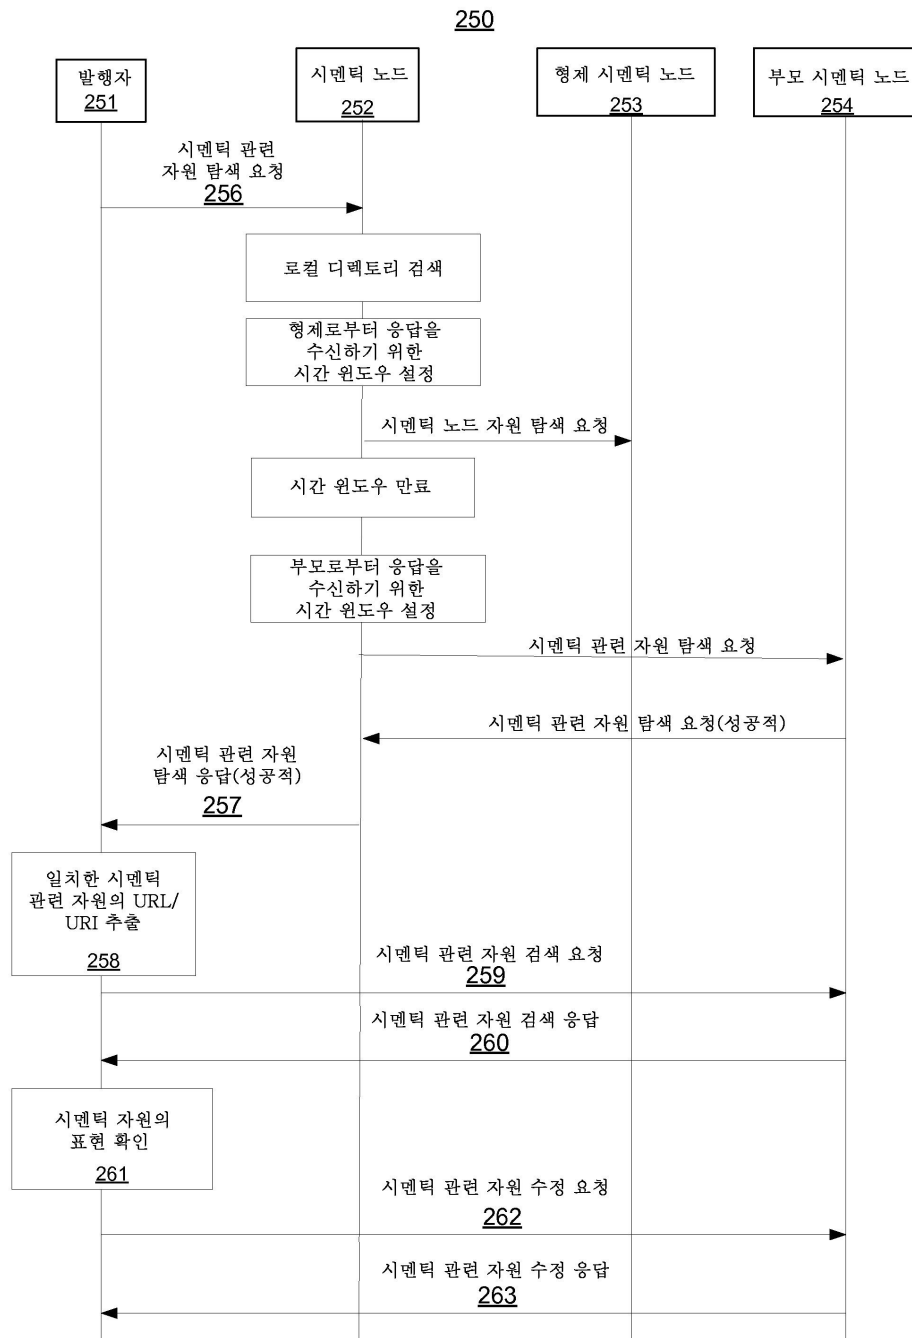 250
발행자
251
시멘틱 노드
252
형제 시멘틱 노드
253
부모 시멘틱 노드
254
시멘틱 관련
자원 탐색 요청
256
로컬 디렉토리 검색
형제로부터 응답을
수신하기 위한
시간 윈도우 설정
시멘틱 노드 자원 탐색 요청
시간 윈도우 만료
부모로부터 응답을
수신하기 위한
시간 윈도우 설정
시멘틱 관련 자원 탐색 요청
시멘틱 관련 자원 탐색 요청(성공적)
시멘틱 관련 자원
탐색 응답(성공적)
257
일치한 시멘틱
관련 자원의 URL/
URI 추출
258
시멘틱 관련 자원 검색 요청
259
시멘틱 관련 자원 검색 응답
260
시멘틱 자원의
표현 확인
261
시멘틱 관련 자원 수정 요청
262
시멘틱 관련 자원 수정 응답
263